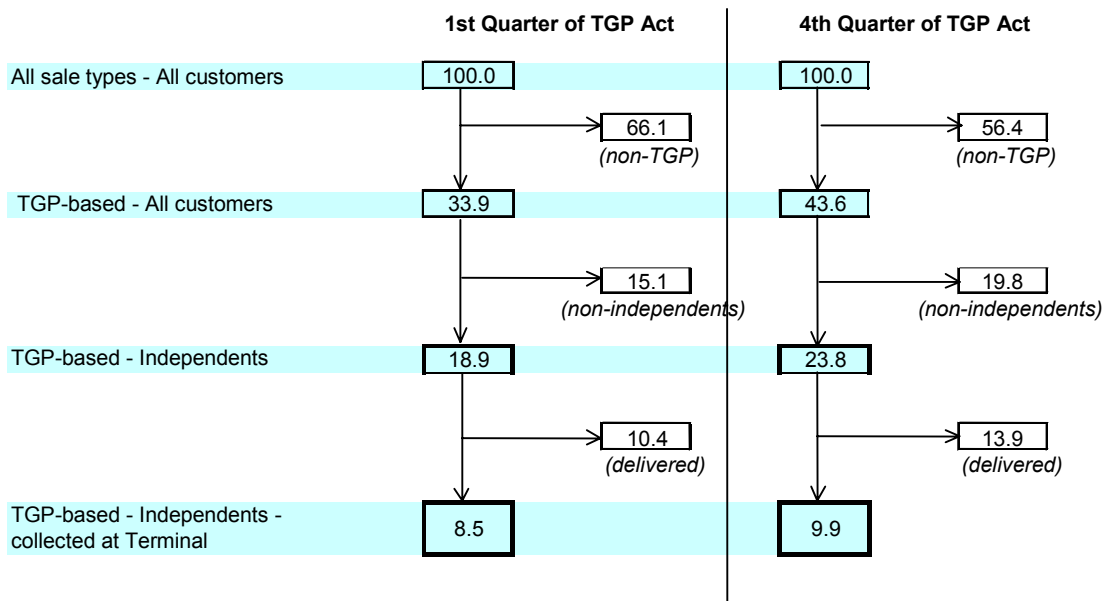 1st Quarter of TGP Act
4th Quarter of TGP Act
All sale types - All customers
100.0
100.0
66.1
(non-TGP)
56.4
(non-TGP)
TGP-based - All customers
33.9
43.6
15.1
(non-independents)
19.8
(non-independents)
TGP-based - Independents
18.9
23.8
10.4
(delivered)
13.9
(delivered)
TGP-based - Independents -
collected at Terminal
8.5
9.9